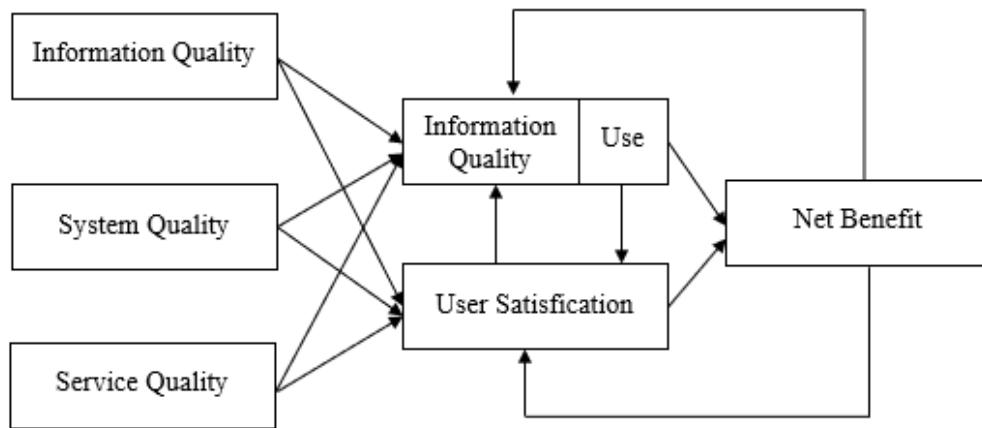 Information Quality
System Quality
Service Quality
Information
Quality
Use
User Satisfication
Net Benefit